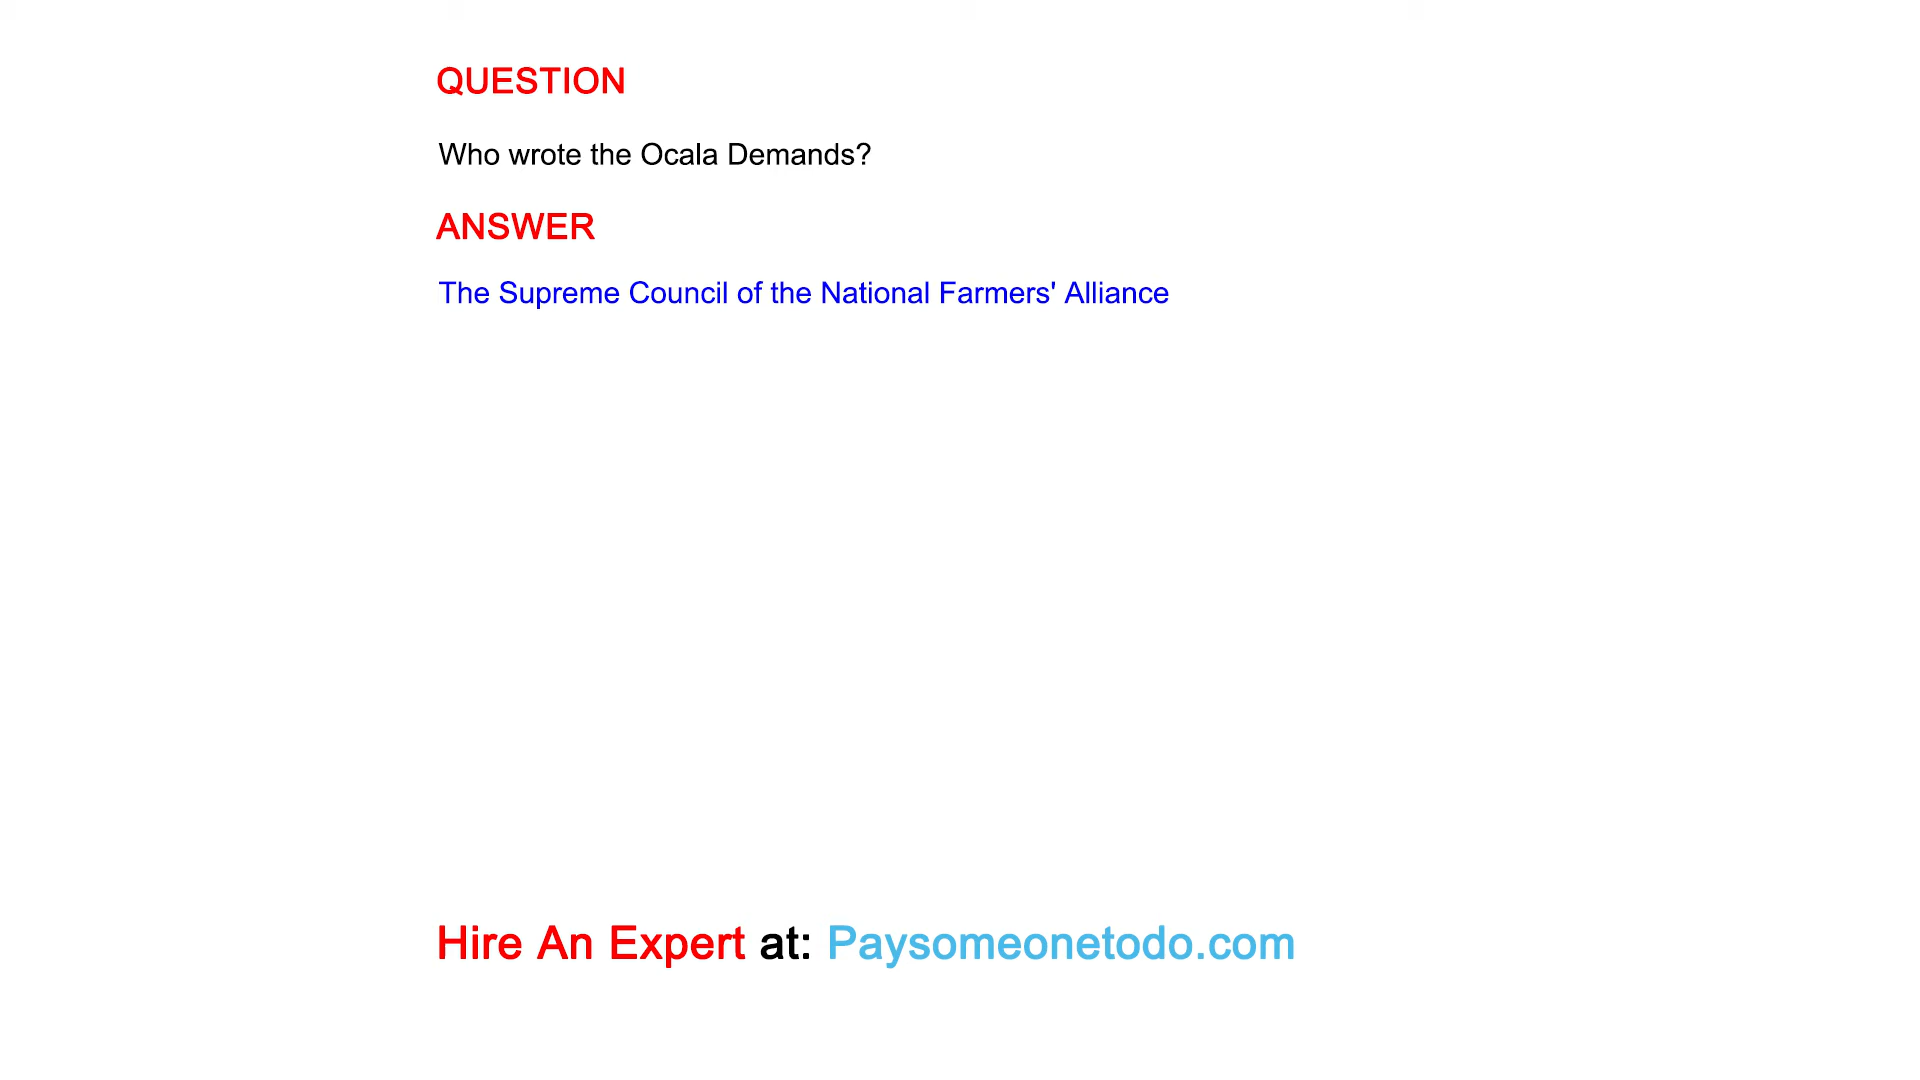 QUESTION
Who wrote the Ocala Demands?
ANSWER
The Supreme Council of the National Farmers' Alliance
Hire An Expert at: Paysomeonetodo.com